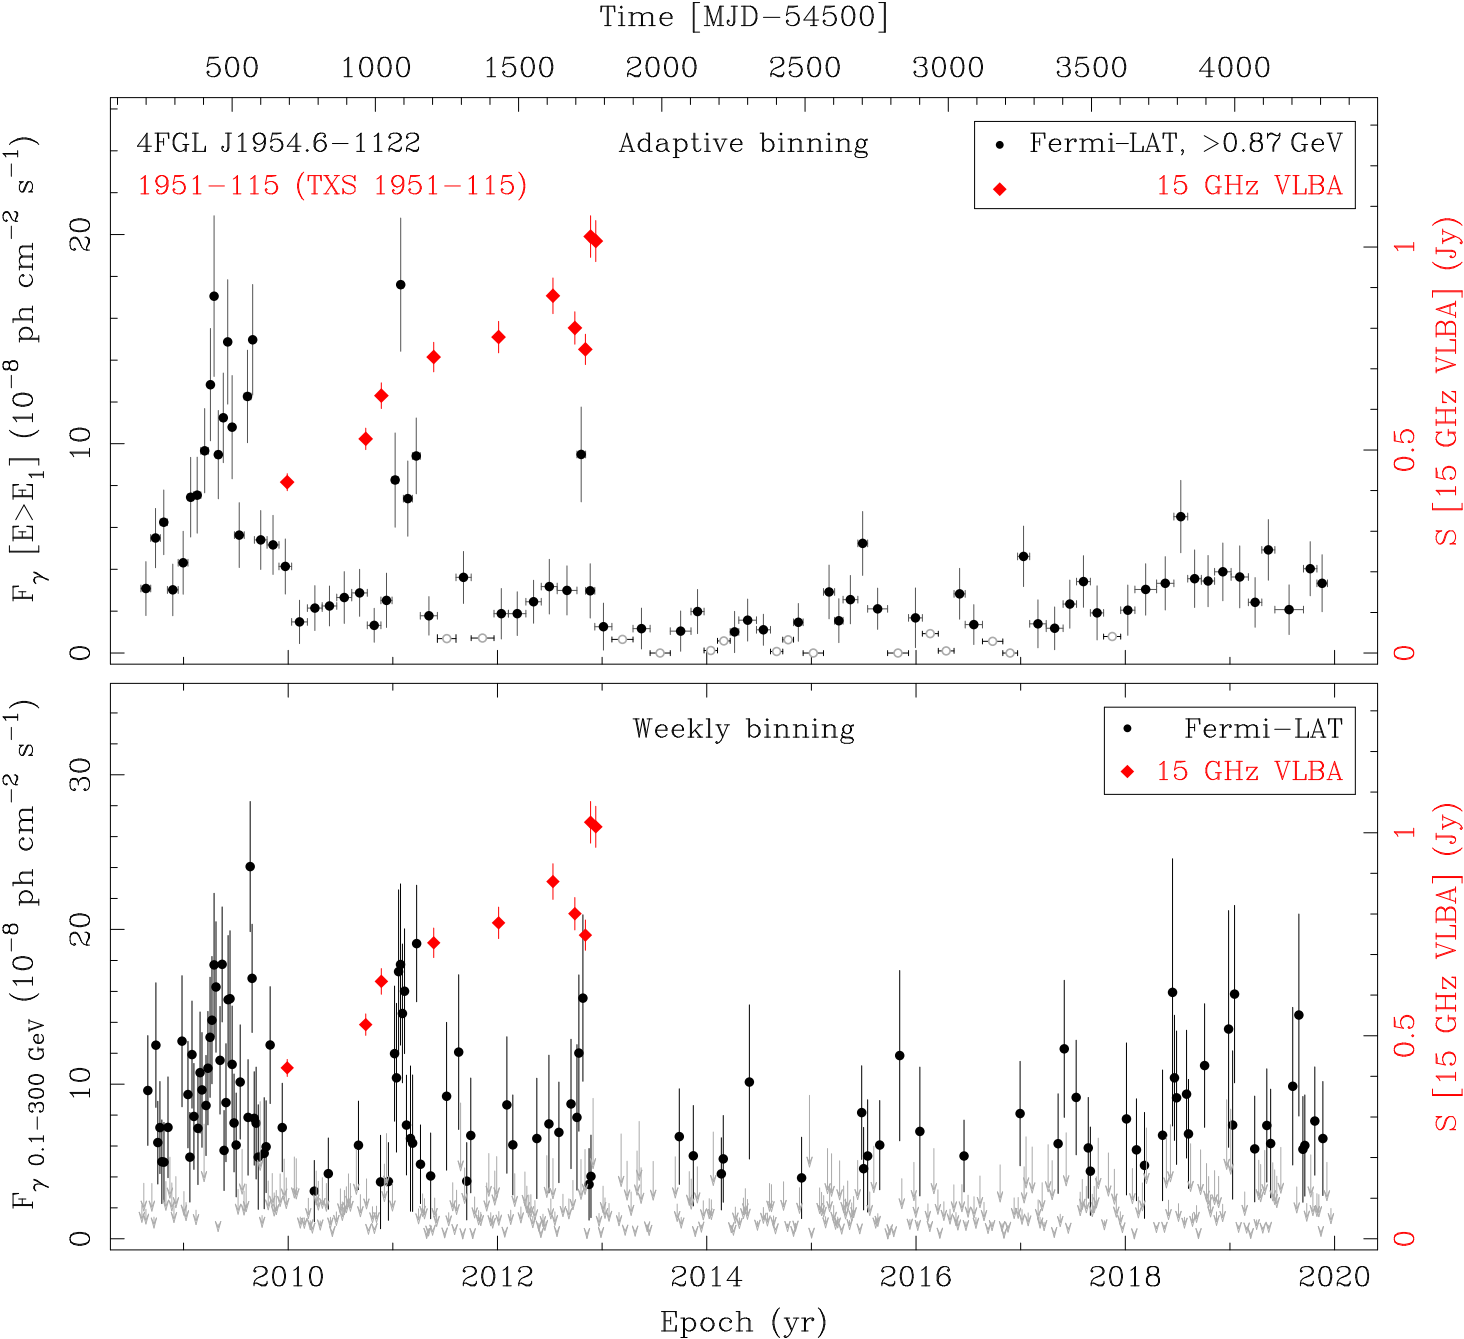 Time [MJD−54500]
500 1000 1500 2000 2500 3000 3500 4000
4FGL J1954.6−1122
1951−115 (TXS 1951−115)
Adaptive binning
Fermi−LAT, >0.87 GeV
15 GHz VLBA
F γ [E>E1] (10−8 ph cm−2 s−1)
20
10
0
S [15 GHz VLBA] (Jy)
1
0.5
0
Weekly binning
Fermi−LAT
15 GHz VLBA
F γ 0.1−300 GeV (10−8 ph cm−2 s−1)
30
20
10
0
S [15 GHz VLBA] (Jy)
1
0.5
0
2010 2012 2014 2016 2018 2020
Epoch (yr)